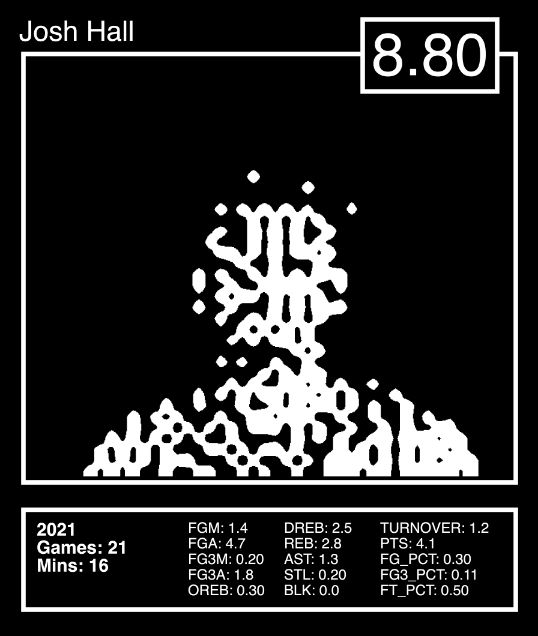 Josh Hall
8.80
2021
Games: 21
Mins: 16
FGM: 1.4
FGA: 4.7
FG3M: 0.20
FG3A: 1.8
OREB: 0.30
DREB: 2.5
REB: 2.8
AST: 1.3
STL: 0.20
BLK: 0.0
TURNOVER: 1.2
PTS: 4.1
FG_PCT: 0.30
FG3_PCT: 0.11
FT_PCT: 0.50